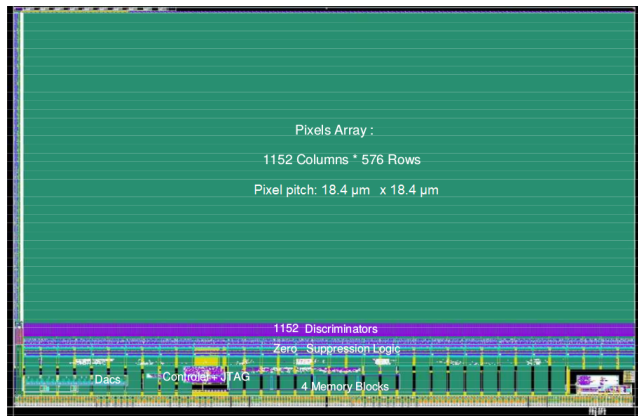 Pixels Array :
1152 Columns * 576 Rows
Pixel pitch: 18.4 µm x 18.4 µm
1152 Discriminators
Zero Suppression Logic
Dacs
Controler+ JTAG
4 Memory Blocks